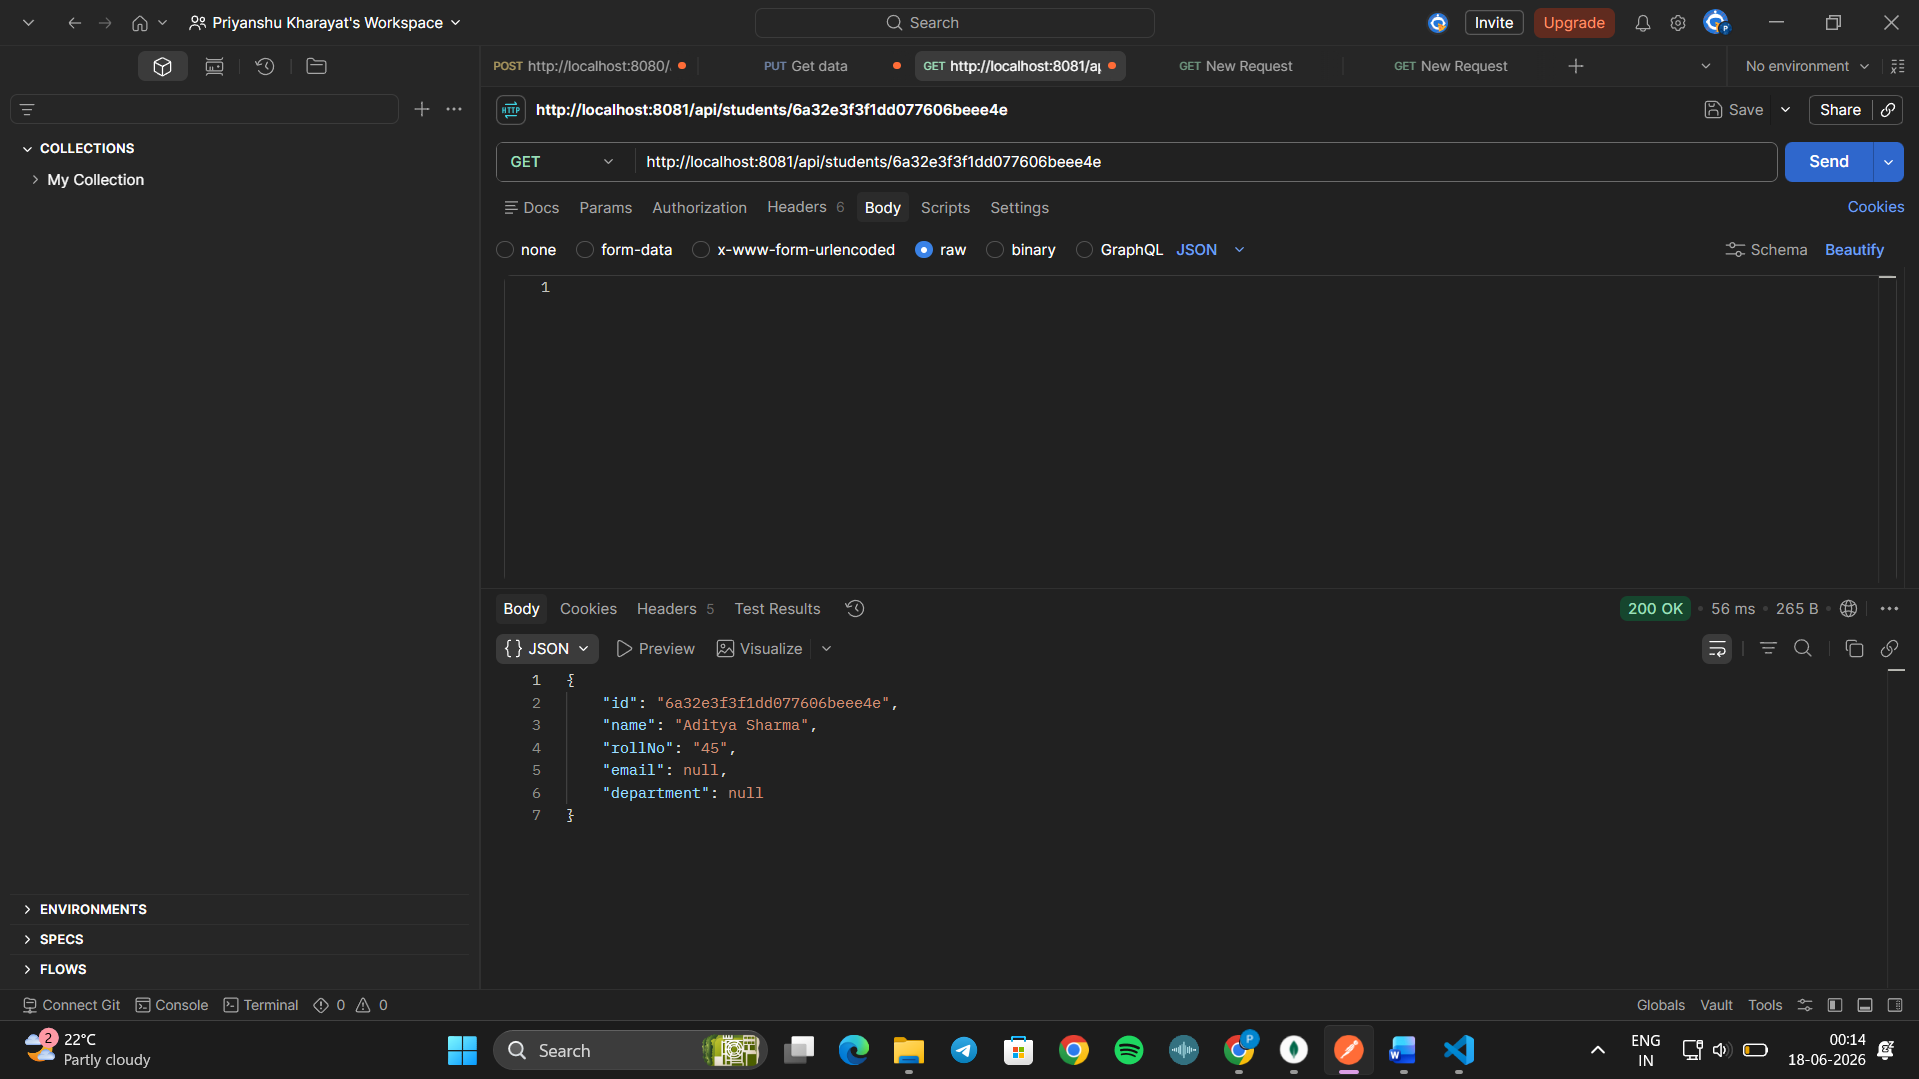 Priyanshu Kharayat's Workspace
Search
Invite
Upgrade
POST http://localhost:8080/.
PUT Get data
GET http://localhost:8081/a
GET New Request
GET New Request
No environment
HTTP http://localhost:8081/api/students/6a32e3f3f1dd077606beee4e
Save
Share
COLLECTIONS
My Collection
GET http://localhost:8081/api/students/6a32e3f3f1dd077606beee4e
Send
Docs Params Authorization Headers 6 Body Scripts Settings
Cookies
none form-data x-www-form-urlencoded raw binary GraphQL JSON
Schema Beautify
1
Body Cookies Headers 5 Test Results
200 OK • 56 ms • 265 B
{} JSON Preview Visualize
1 {
2 "id": "6a32e3f3f1dd077606beee4e",
3 "name": "Aditya Sharma",
4 "rollNo": "45",
5 "email": null,
6 "department": null
7 }
ENVIRONMENTS
SPECS
FLOWS
Connect Git Console Terminal 0 0
Globals Vault Tools
2
22°C
Partly cloudy
Search
P
W
ENG
IN
00:14
18-06-2026